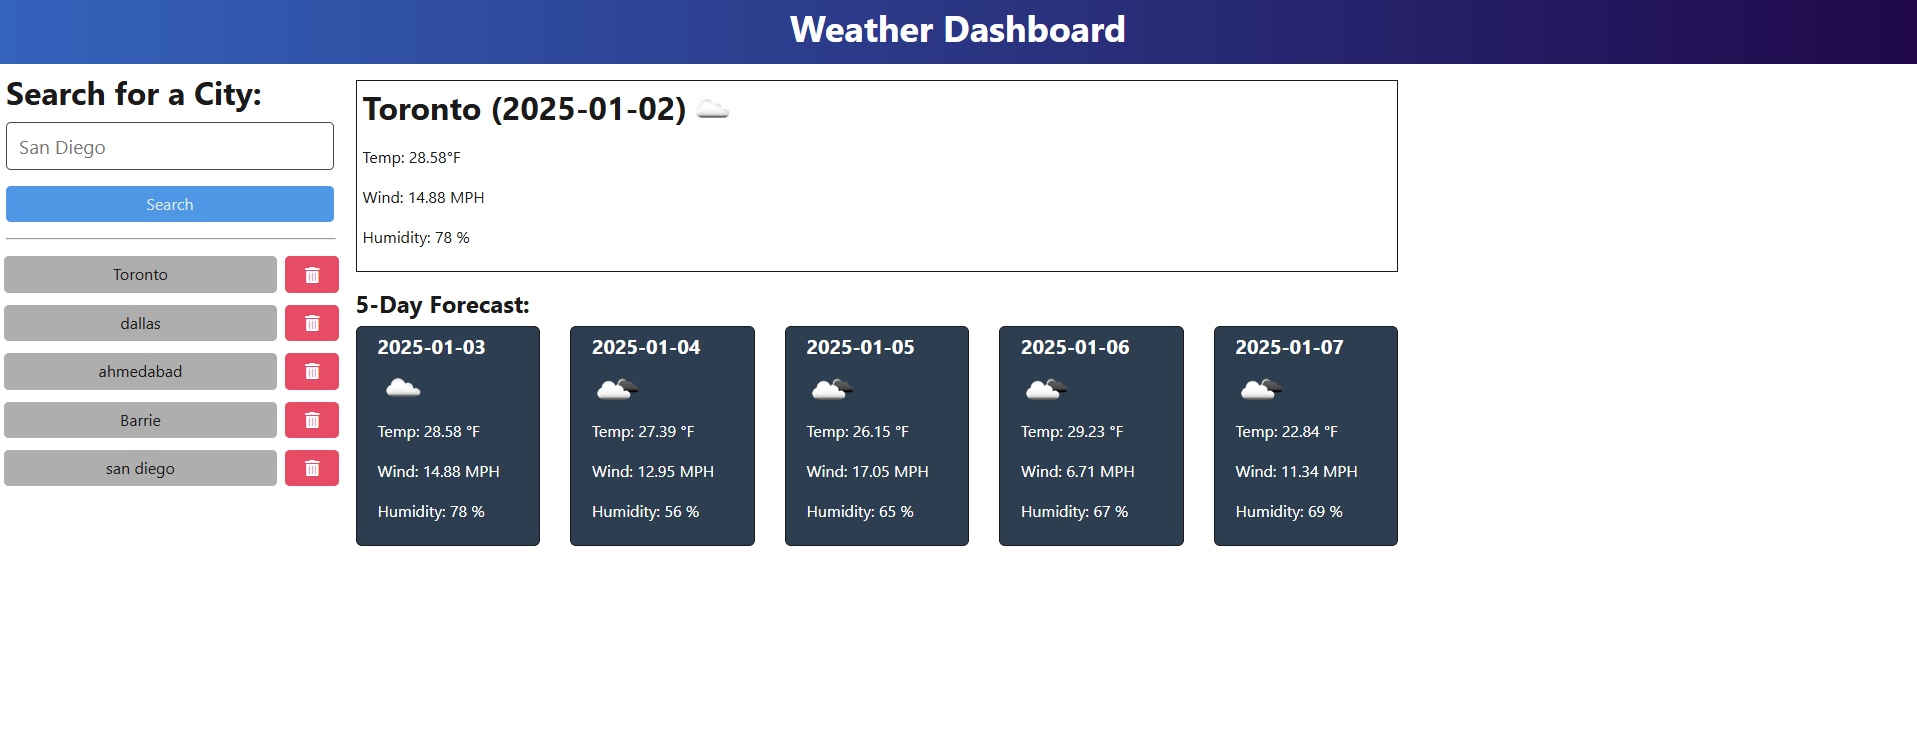 Weather Dashboard
Search for a City:
San Diego
Search
Toronto
dallas
ahmedabad
Barrie
san diego
Toronto (2025-01-02)
Temp: 28.58°F
Wind: 14.88 MPH
Humidity: 78 %
5-Day Forecast:
2025-01-03
Temp: 28.58 °F
Wind: 14.88 MPH
Humidity: 78 %
2025-01-04
Temp: 27.39 °F
Wind: 12.95 MPH
Humidity: 56 %
2025-01-05
Temp: 26.15 °F
Wind: 17.05 MPH
Humidity: 65 %
2025-01-06
Temp: 29.23 °F
Wind: 6.71 MPH
Humidity: 67 %
2025-01-07
Temp: 22.84 °F
Wind: 11.34 MPH
Humidity: 69 %